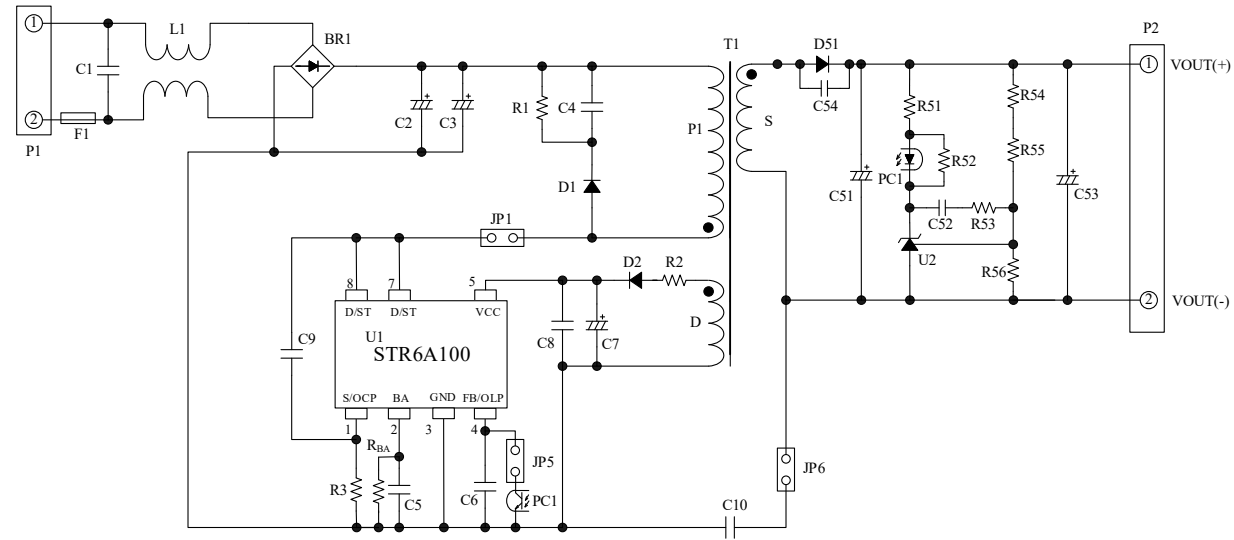 1
2
P1
F1
C1
L1
BR1
C2
C3
R1
C4
D1
JP1
T1
P1
S
D
D51
C54
R51
PC1
R52
C51
C52
R53
U2
R54
R55
R56
C53
P2
1
VOUT(+)
2
VOUT(-)
D2
R2
C8
C7
C9
8
7
5
D/ST
D/ST
VCC
U1
STR6A100
S/OCP
BA
GND
FB/OLP
1
2
3
4
RBA
R3
C5
C6
JP5
PC1
C10
JP6